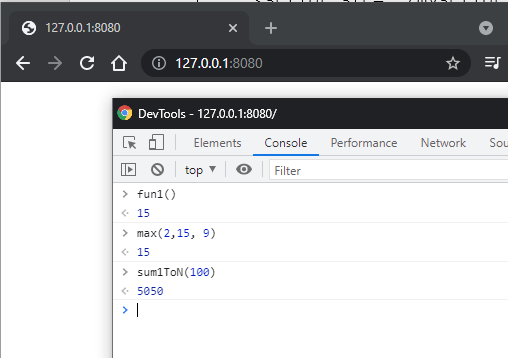 127.0.0.1:8080
127.0.0.1:8080
DevTools - 127.0.0.1:8080/
Elements Console Performance Network Sou
top Filter
fun1()
15
max(2,15, 9)
15
sum1ToN(100)
5050